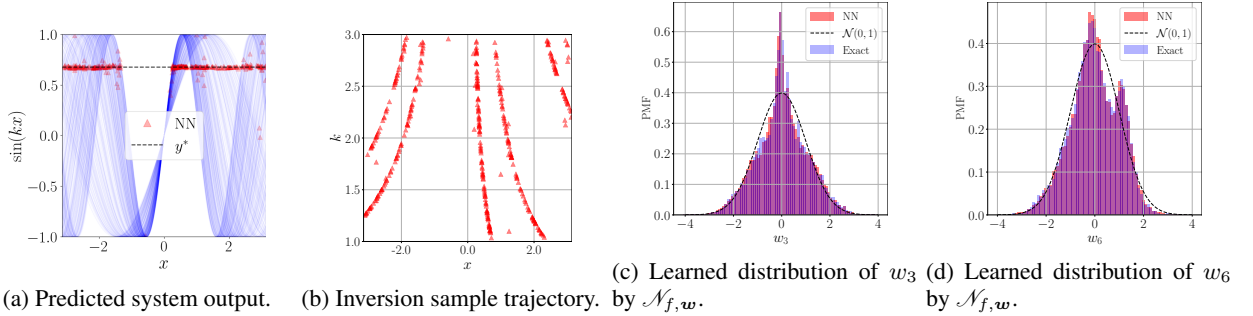 1.0
0.5
0.0
−0.5
−1.0
sin(kx)
NN
y*
−2
0
2
x
(a) Predicted system output.
3.0
2.5
2.0
1.5
1.0
k
-2.0
0.0
2.0
x
(b) Inversion sample trajectory.
0.7
0.6
0.5
0.4
0.3
0.2
0.1
0.0
PMF
NN
𝒩(0, 1)
Exact
−4
−2
0
2
4
w₃
(c) Learned distribution of w₃
by 𝒩f,w.
0.5
0.4
0.3
0.2
0.1
0.0
PMF
NN
𝒩(0, 1)
Exact
−4
−2
0
2
4
w₆
(d) Learned distribution of w₆
by 𝒩f,w.